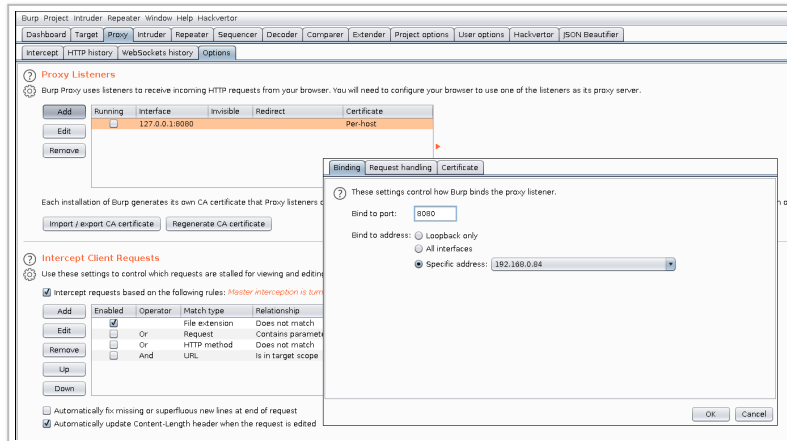 Burp Project Intruder Repeater Window Help Hackvertor
Dashboard Target Proxy Intruder Repeater Sequencer Decoder Comparer Extender Project options User options Hackvertor JSON Beautifier
Intercept HTTP history WebSockets history Options
? Proxy Listeners
Burp Proxy uses listeners to receive incoming HTTP requests from your browser. You will need to configure your browser to use one of the listeners as its proxy server.
Add Running Interface Invisible Redirect Certificate
127.0.0.1:8080 Per-host
Edit
Remove
Binding Request handling Certificate
? These settings control how Burp binds the proxy listener.
Each installation of Burp generates its own CA certificate that Proxy listeners
Bind to port: 8080
Import / export CA certificate Regenerate CA certificate
Bind to address: Loopback only
All interfaces
Specific address: 192.168.0.84
? Intercept Client Requests
Use these settings to control which requests are stalled for viewing and editing
Intercept requests based on the following rules: Master interception is turn
Add Enabled Operator Match type Relationship
File extension Does not match
Edit Or Request Contains paramete
Or HTTP method Does not match
Remove And URL Is in target scope
Up
Down
Automatically fix missing or superfluous new lines at end of request
Automatically update Content-Length header when the request is edited
OK Cancel